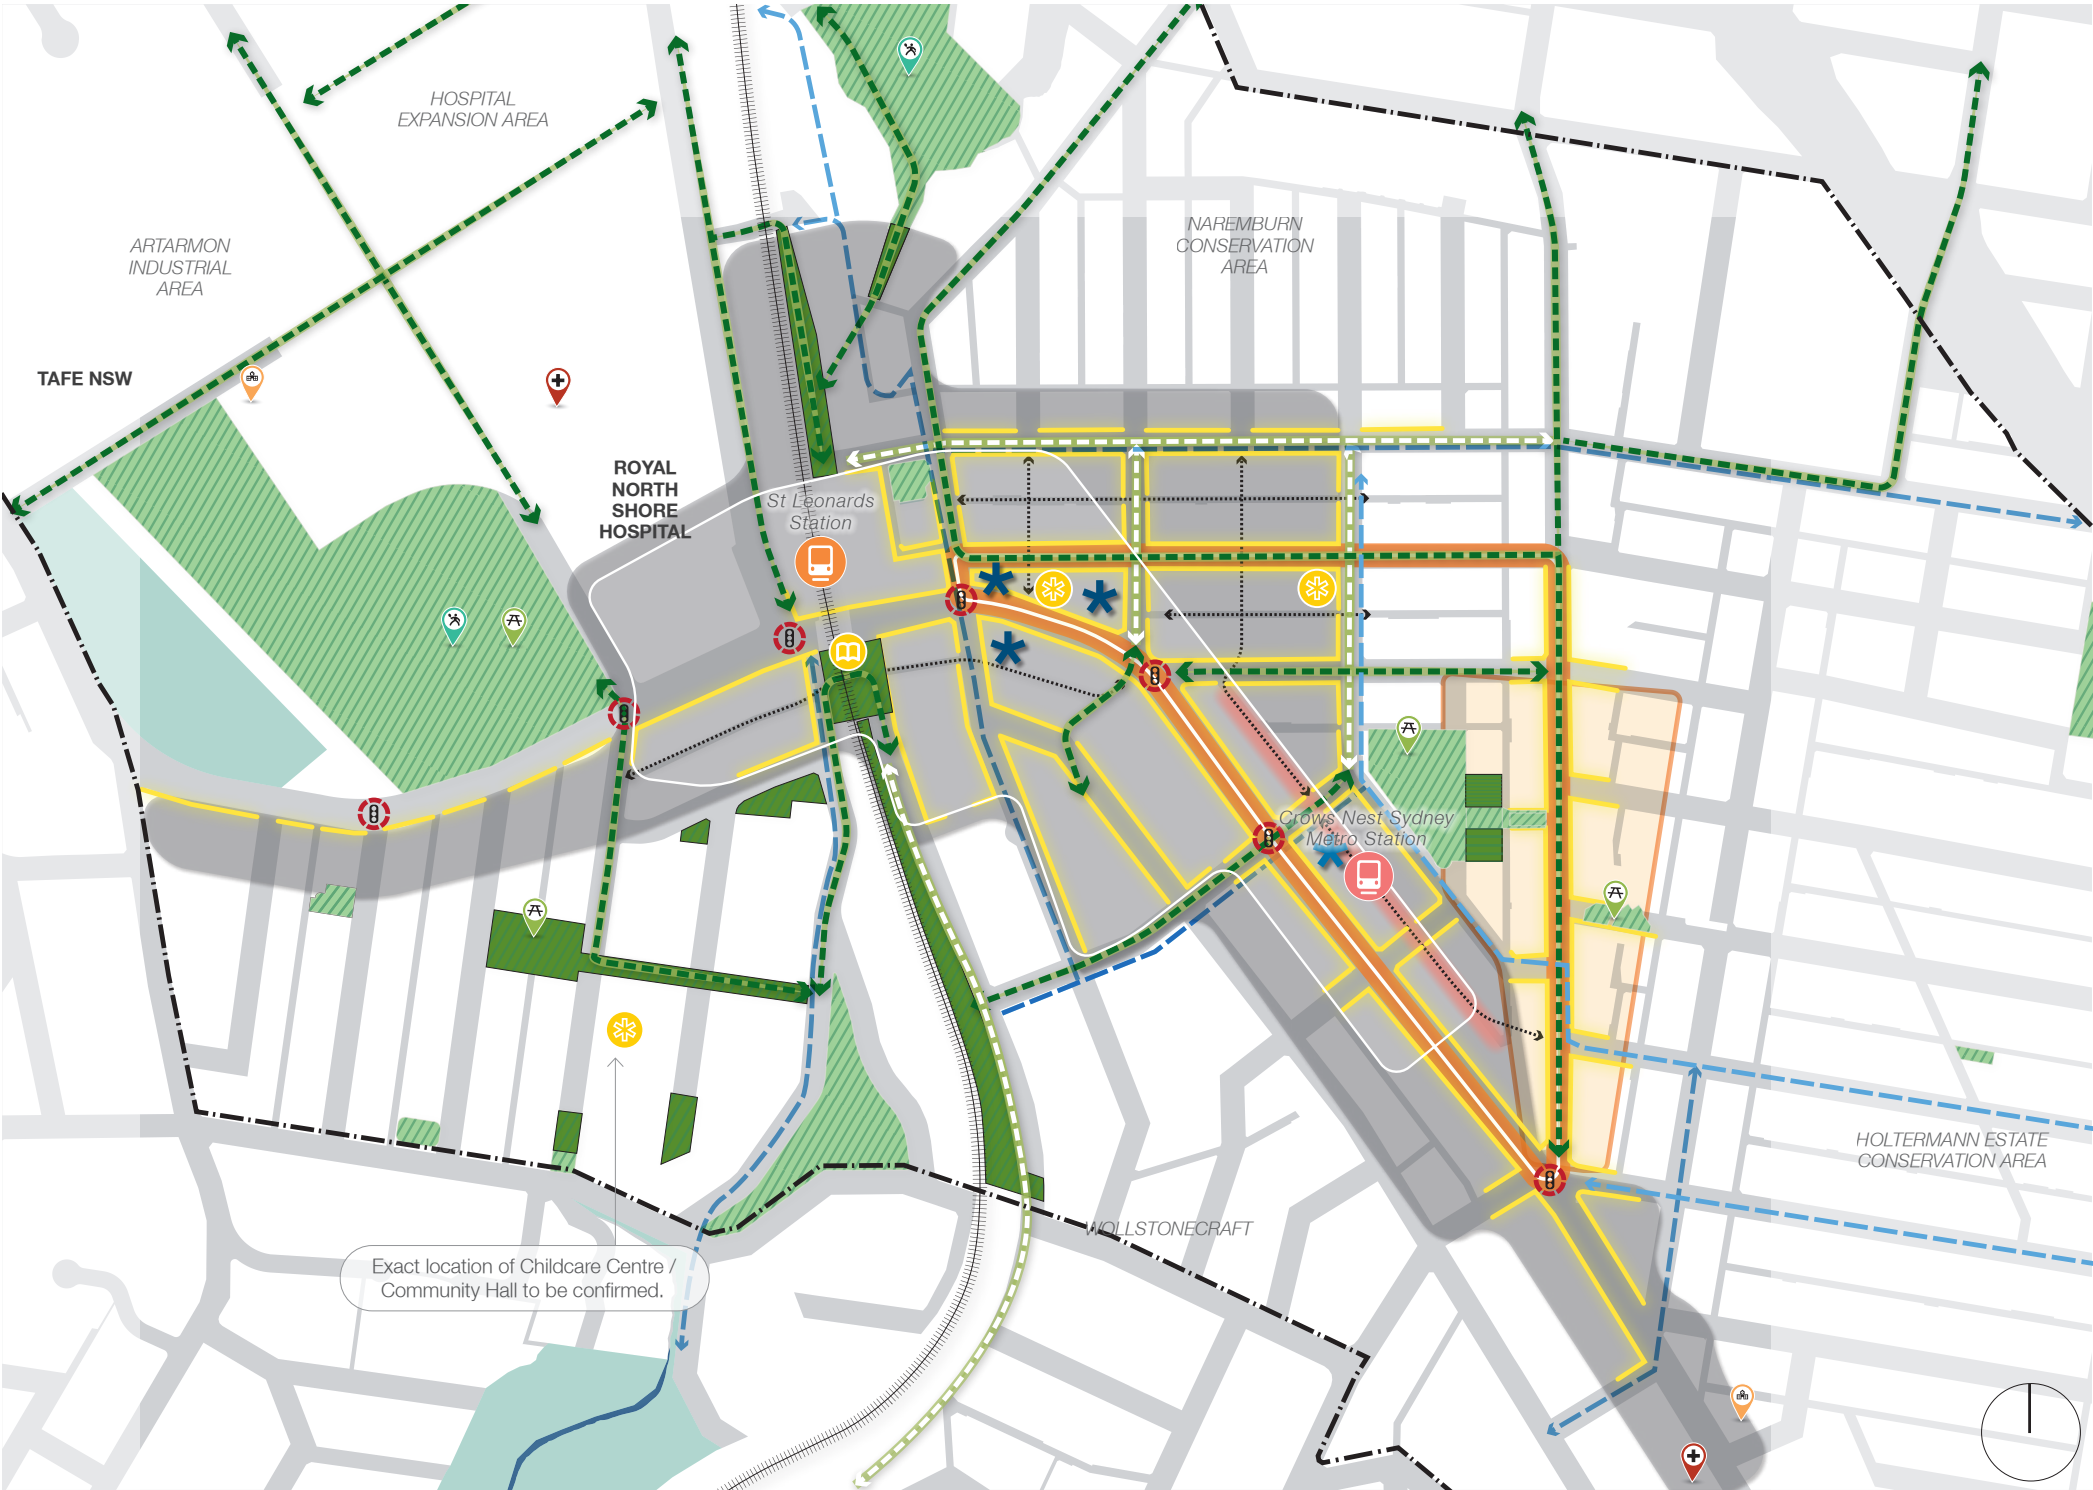 HOSPITAL
EXPANSION AREA
ARTARMON
INDUSTRIAL
AREA
NAREMBURN
CONSERVATION
AREA
TAFE NSW
ROYAL
NORTH
SHORE
HOSPITAL
St Leonards
Station
Crows Nest Sydney
Metro Station
HOLTERMANN ESTATE
CONSERVATION AREA
WOLLSTONECRAFT
Exact location of Childcare Centre /
Community Hall to be confirmed.